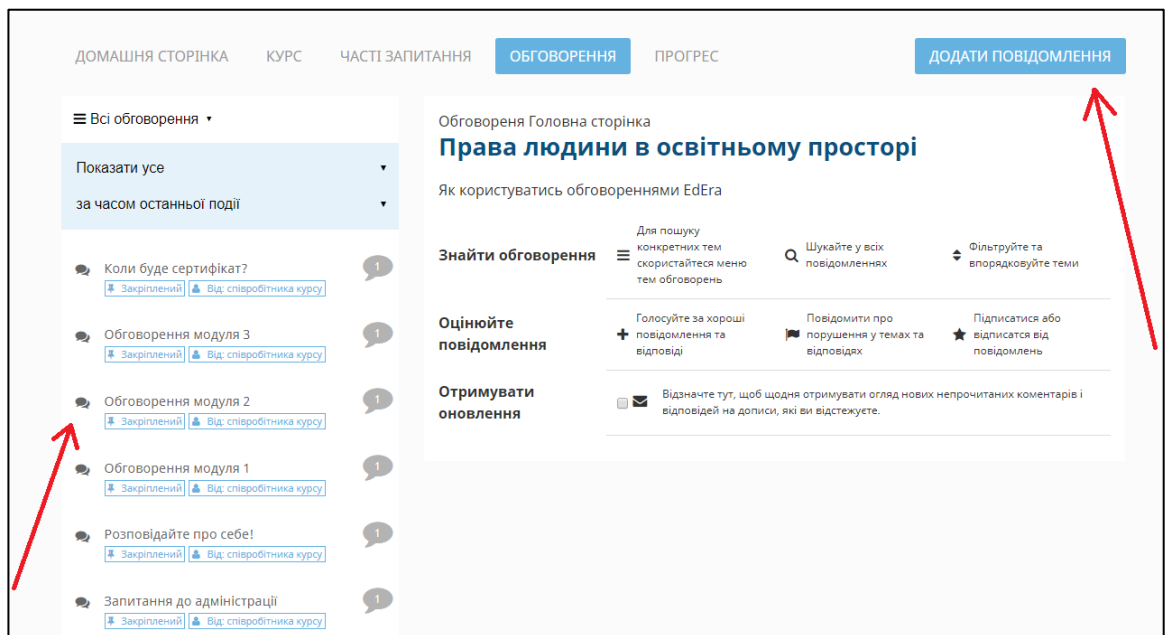 ДОМАШНЯ СТОРІНКА КУРС ЧАСТІ ЗАПИТАННЯ ОБГОВОРЕННЯ ПРОГРЕС ДОДАТИ ПОВІДОМЛЕННЯ
Всі обговорення
Показати усе
за часом останньої події
Коли буде сертифікат? 1
Закріплений Від: співробітника курсу
Обговорення модуля 3 1
Закріплений Від: співробітника курсу
Обговорення модуля 2 1
Закріплений Від: співробітника курсу
Обговорення модуля 1 1
Закріплений Від: співробітника курсу
Розповідайте про себе! 1
Закріплений Від: співробітника курсу
Запитання до адміністрації 1
Закріплений Від: співробітника курсу
Обговореня Головна сторінка
Права людини в освітньому просторі
Як користуватись обговореннями EdEra
Знайти обговорення
Для пошуку
конкретних тем
скористайтеся меню
тем обговорень
Шукайте у всіх
повідомленнях
Фільтруйте та
впорядковуйте теми
Оцінюйте
повідомлення
Голосуйте за хороші
повідомлення та
відповіді
Повідомити про
порушення у темах та
відповідях
Підписатися або
відписатся від
повідомлень
Отримувати
оновлення
Відзначте тут, щоб щодня отримувати огляд нових непрочитаних коментарів і
відповідей на дописи, які ви відстежуєте.